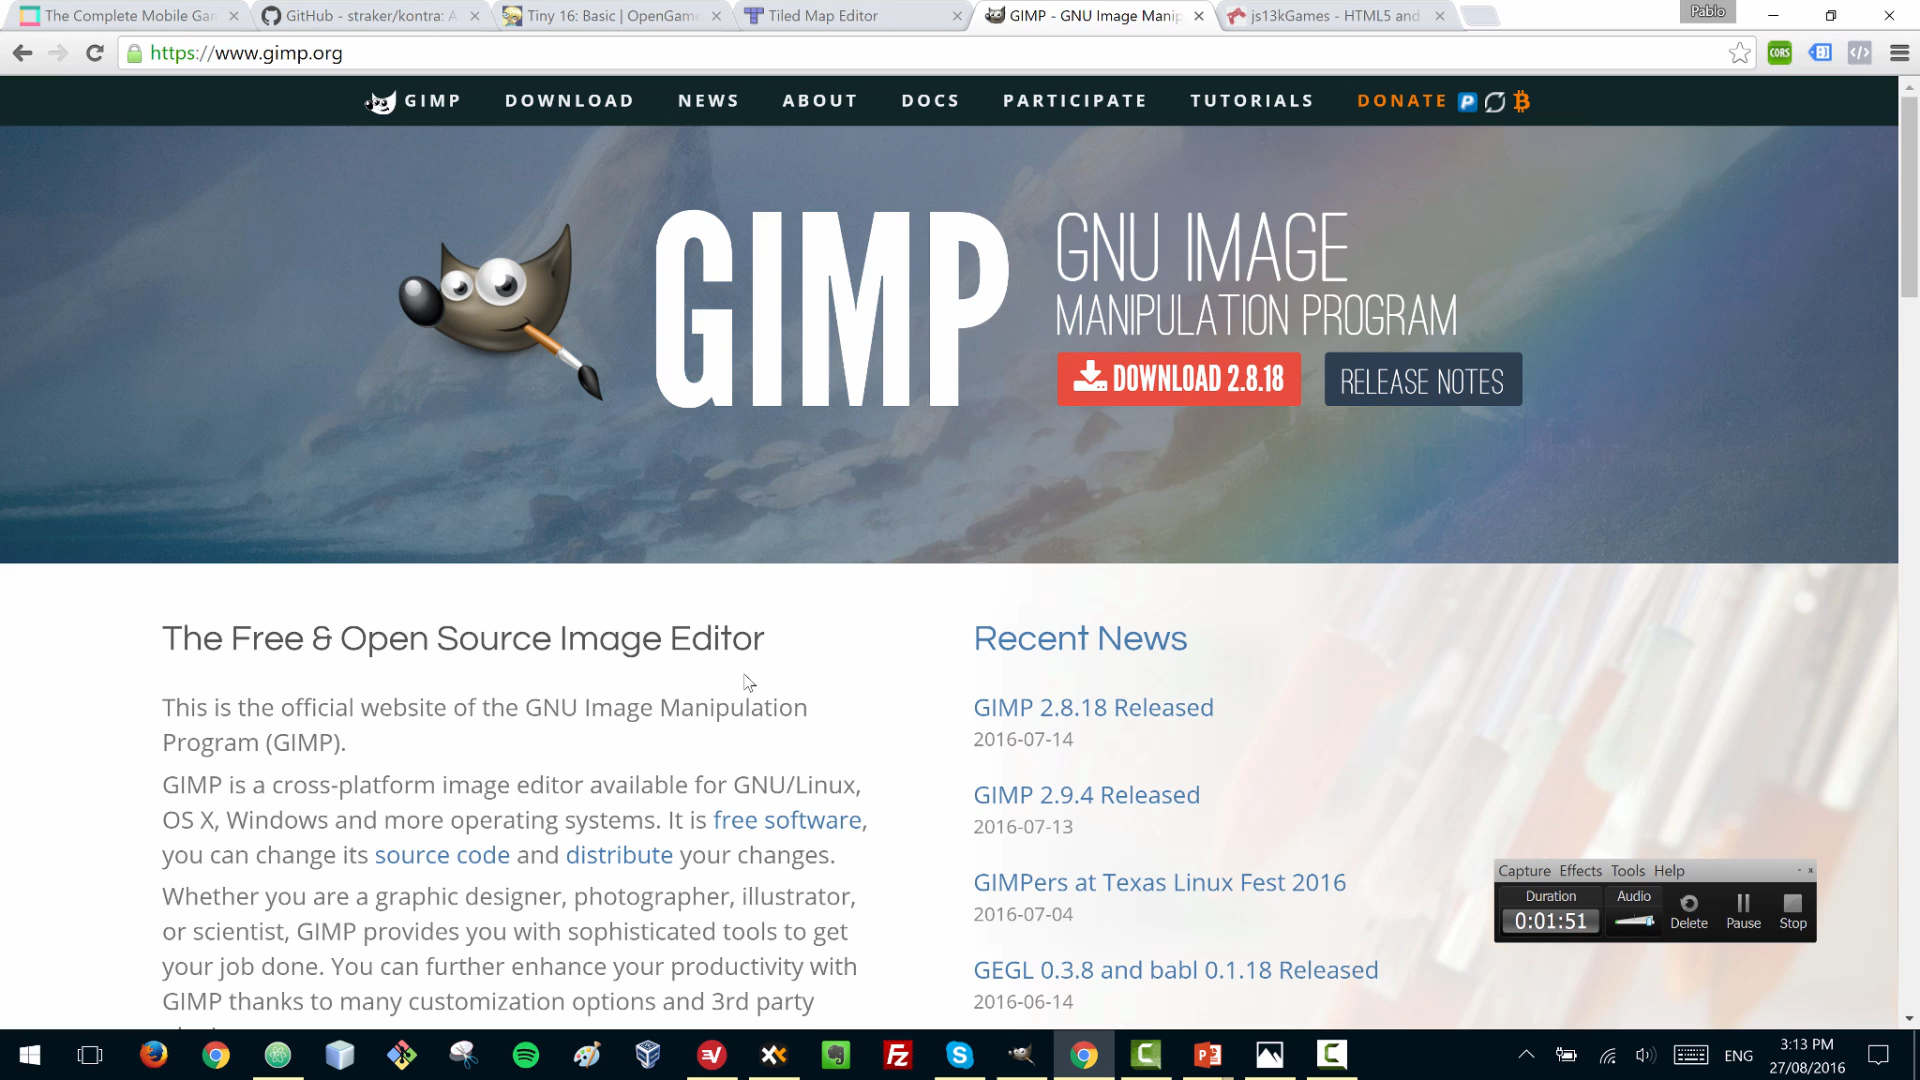 The Complete Mobile Gam
GitHub - straker/kontra: A
Tiny 16: Basic | OpenGame
Tiled Map Editor
GIMP - GNU Image Manip
js13kGames - HTML5 and
Pablo
https://www.gimp.org
CORS
GIMP
DOWNLOAD
NEWS
ABOUT
DOCS
PARTICIPATE
TUTORIALS
DONATE
GIMP
GNU IMAGE
MANIPULATION PROGRAM
DOWNLOAD 2.8.18
RELEASE NOTES
The Free & Open Source Image Editor
This is the official website of the GNU Image Manipulation
Program (GIMP).
GIMP is a cross-platform image editor available for GNU/Linux,
OS X, Windows and more operating systems. It is free software,
you can change its source code and distribute your changes.
Whether you are a graphic designer, photographer, illustrator,
or scientist, GIMP provides you with sophisticated tools to get
your job done. You can further enhance your productivity with
GIMP thanks to many customization options and 3rd party
Recent News
GIMP 2.8.18 Released
2016-07-14
GIMP 2.9.4 Released
2016-07-13
GIMPers at Texas Linux Fest 2016
2016-07-04
GEGL 0.3.8 and babl 0.1.18 Released
2016-06-14
Capture Effects Tools Help
Duration
0:01:51
Audio
Delete
Pause
Stop
ENG
3:13 PM
27/08/2016